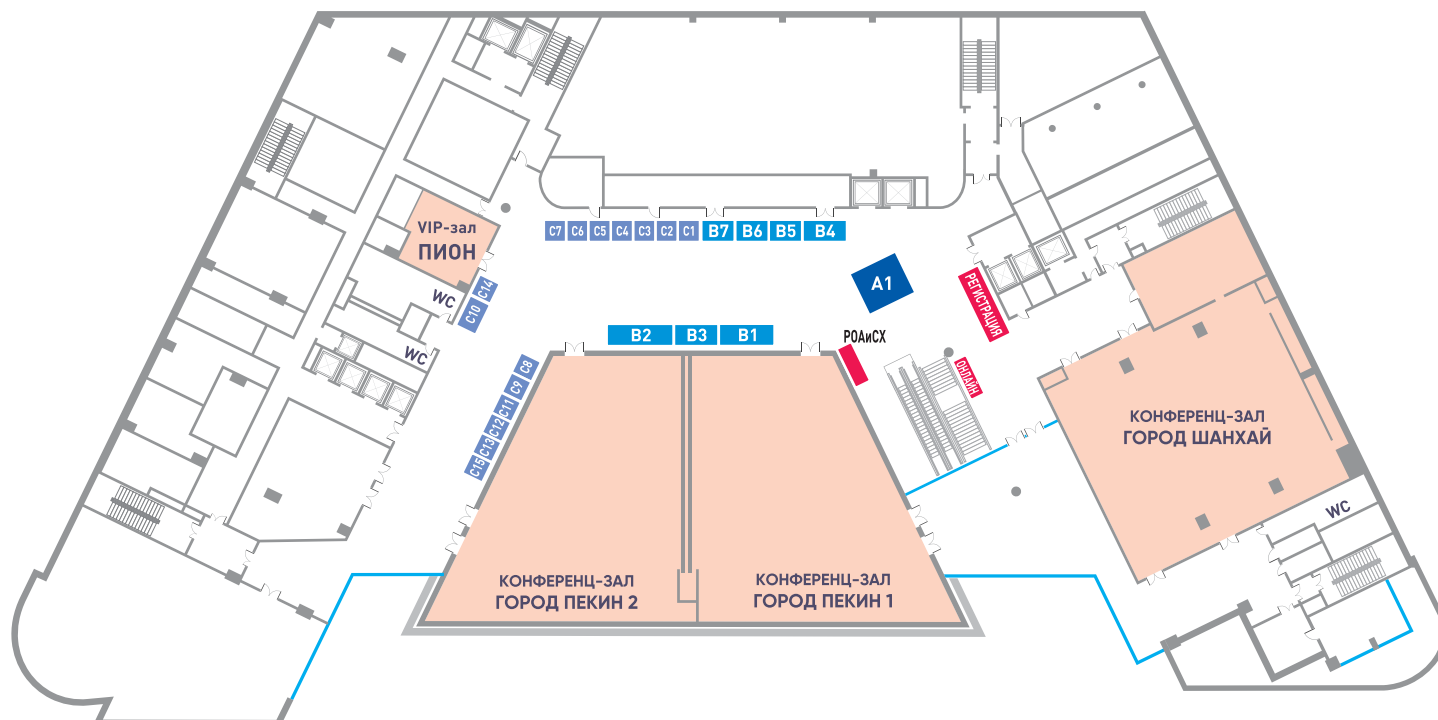 VIP-зал
ПИОН
C7
C6
C5
C4
C3
C2
C1
B7
B6
B5
B4
A1
РЕГИСТРАЦИЯ
WC
C14
C10
WC
B2
B3
B1
РОАиСХ
ОНЛАЙН
C8
C9
C11
C12
C13
C15
КОНФЕРЕНЦ-ЗАЛ
ГОРОД ШАНХАЙ
WC
КОНФЕРЕНЦ-ЗАЛ
ГОРОД ПЕКИН 2
КОНФЕРЕНЦ-ЗАЛ
ГОРОД ПЕКИН 1